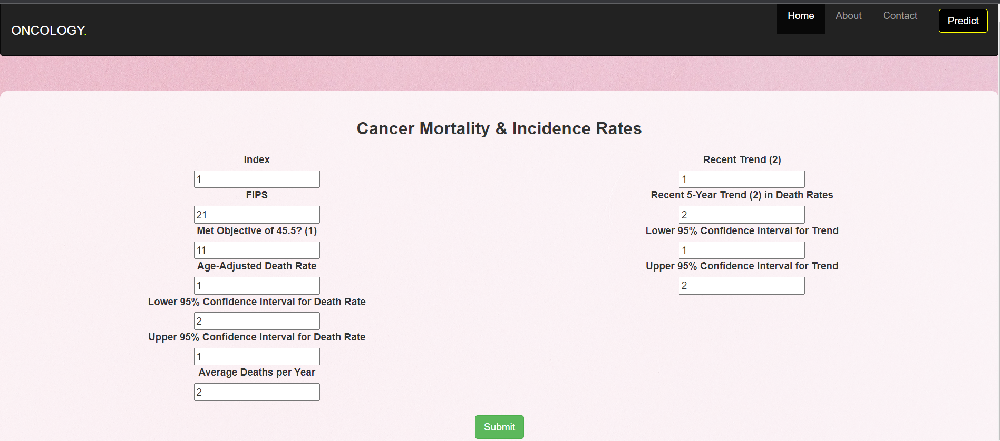 ONCOLOGY.
Home
About
Contact
Predict
Cancer Mortality & Incidence Rates
Index
1
FIPS
21
Met Objective of 45.5? (1)
11
Age-Adjusted Death Rate
1
Lower 95% Confidence Interval for Death Rate
2
Upper 95% Confidence Interval for Death Rate
1
Average Deaths per Year
2
Recent Trend (2)
1
Recent 5-Year Trend (2) in Death Rates
2
Lower 95% Confidence Interval for Trend
1
Upper 95% Confidence Interval for Trend
2
Submit